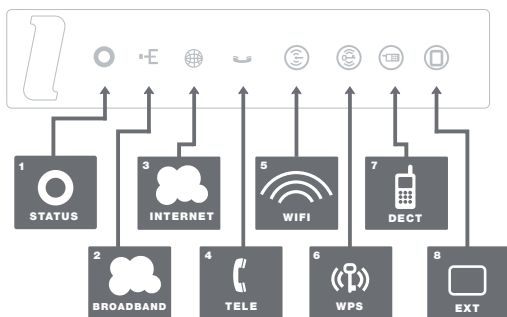 1
STATUS
2
BROADBAND
3
INTERNET
4
TELE
5
WIFI
6
WPS
7
DECT
8
EXT